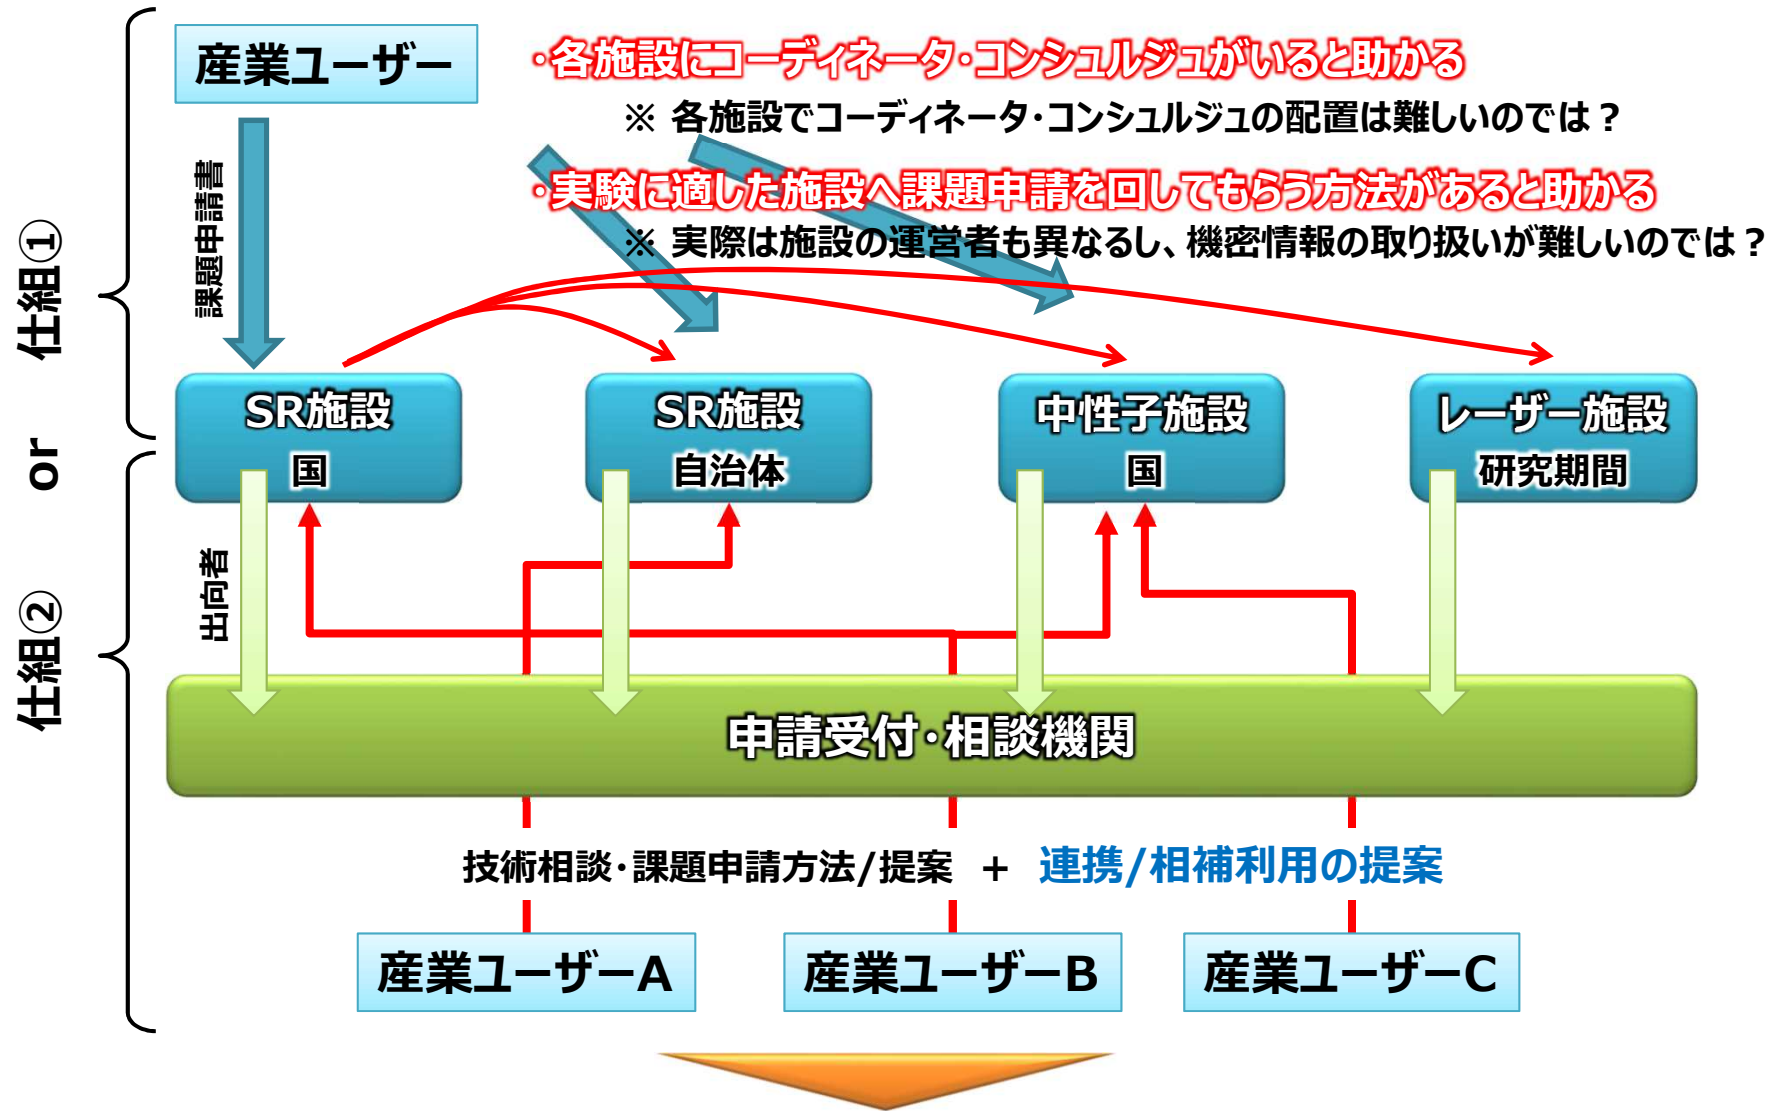 産業ユーザー
・各施設にコーディネータ・コンシュルジュがいると助かる
※ 各施設でコーディネータ・コンシュルジュの配置は難しいのでは？
課題申請書
・実験に適した施設へ課題申請を回してもらう方法があると助かる
※ 実際は施設の運営者も異なるし、機密情報の取り扱いが難しいのでは？
仕組①
SR施設
国
SR施設
自治体
中性子施設
国
レーザー施設
研究期間
or
出向者
仕組②
申請受付・相談機関
技術相談・課題申請方法/提案 + 連携/相補利用の提案
産業ユーザーA
産業ユーザーB
産業ユーザーC